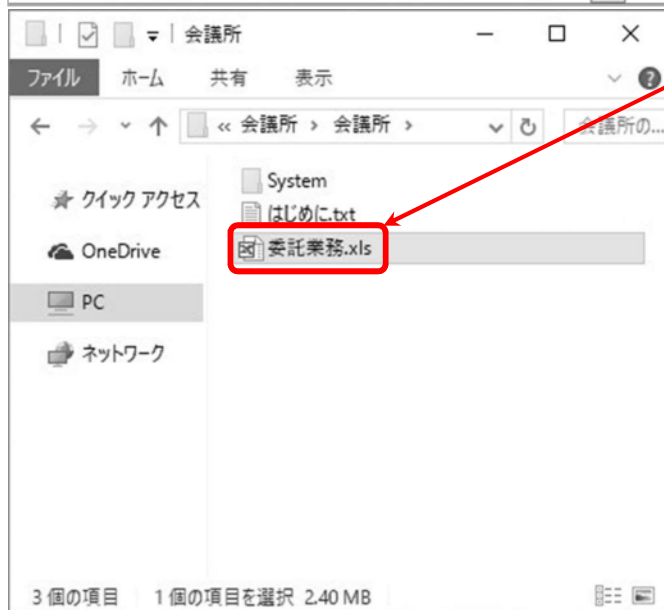 会議所
ファイル ホーム 共有 表示
« 会議所 › 会議所 › 会議所の...
クイック アクセス
OneDrive
PC
ネットワーク
System
はじめに.txt
委託業務.xls
3 個の項目 1 個の項目を選択 2.40 MB